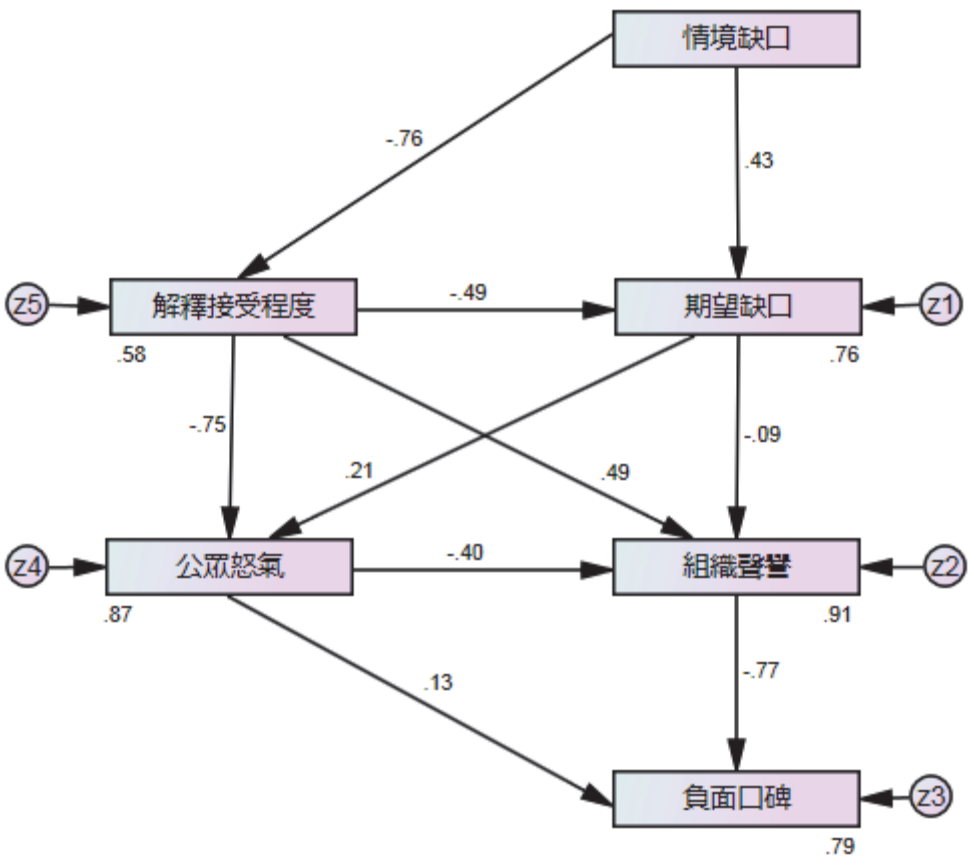 情境缺口
-.76
.43
z5
解釋接受程度
-.49
期望缺口
z1
.58
.76
-.75
.21
.49
-.09
z4
公眾怒氣
-.40
組織聲譽
z2
.87
.91
.13
-.77
負面口碑
z3
.79